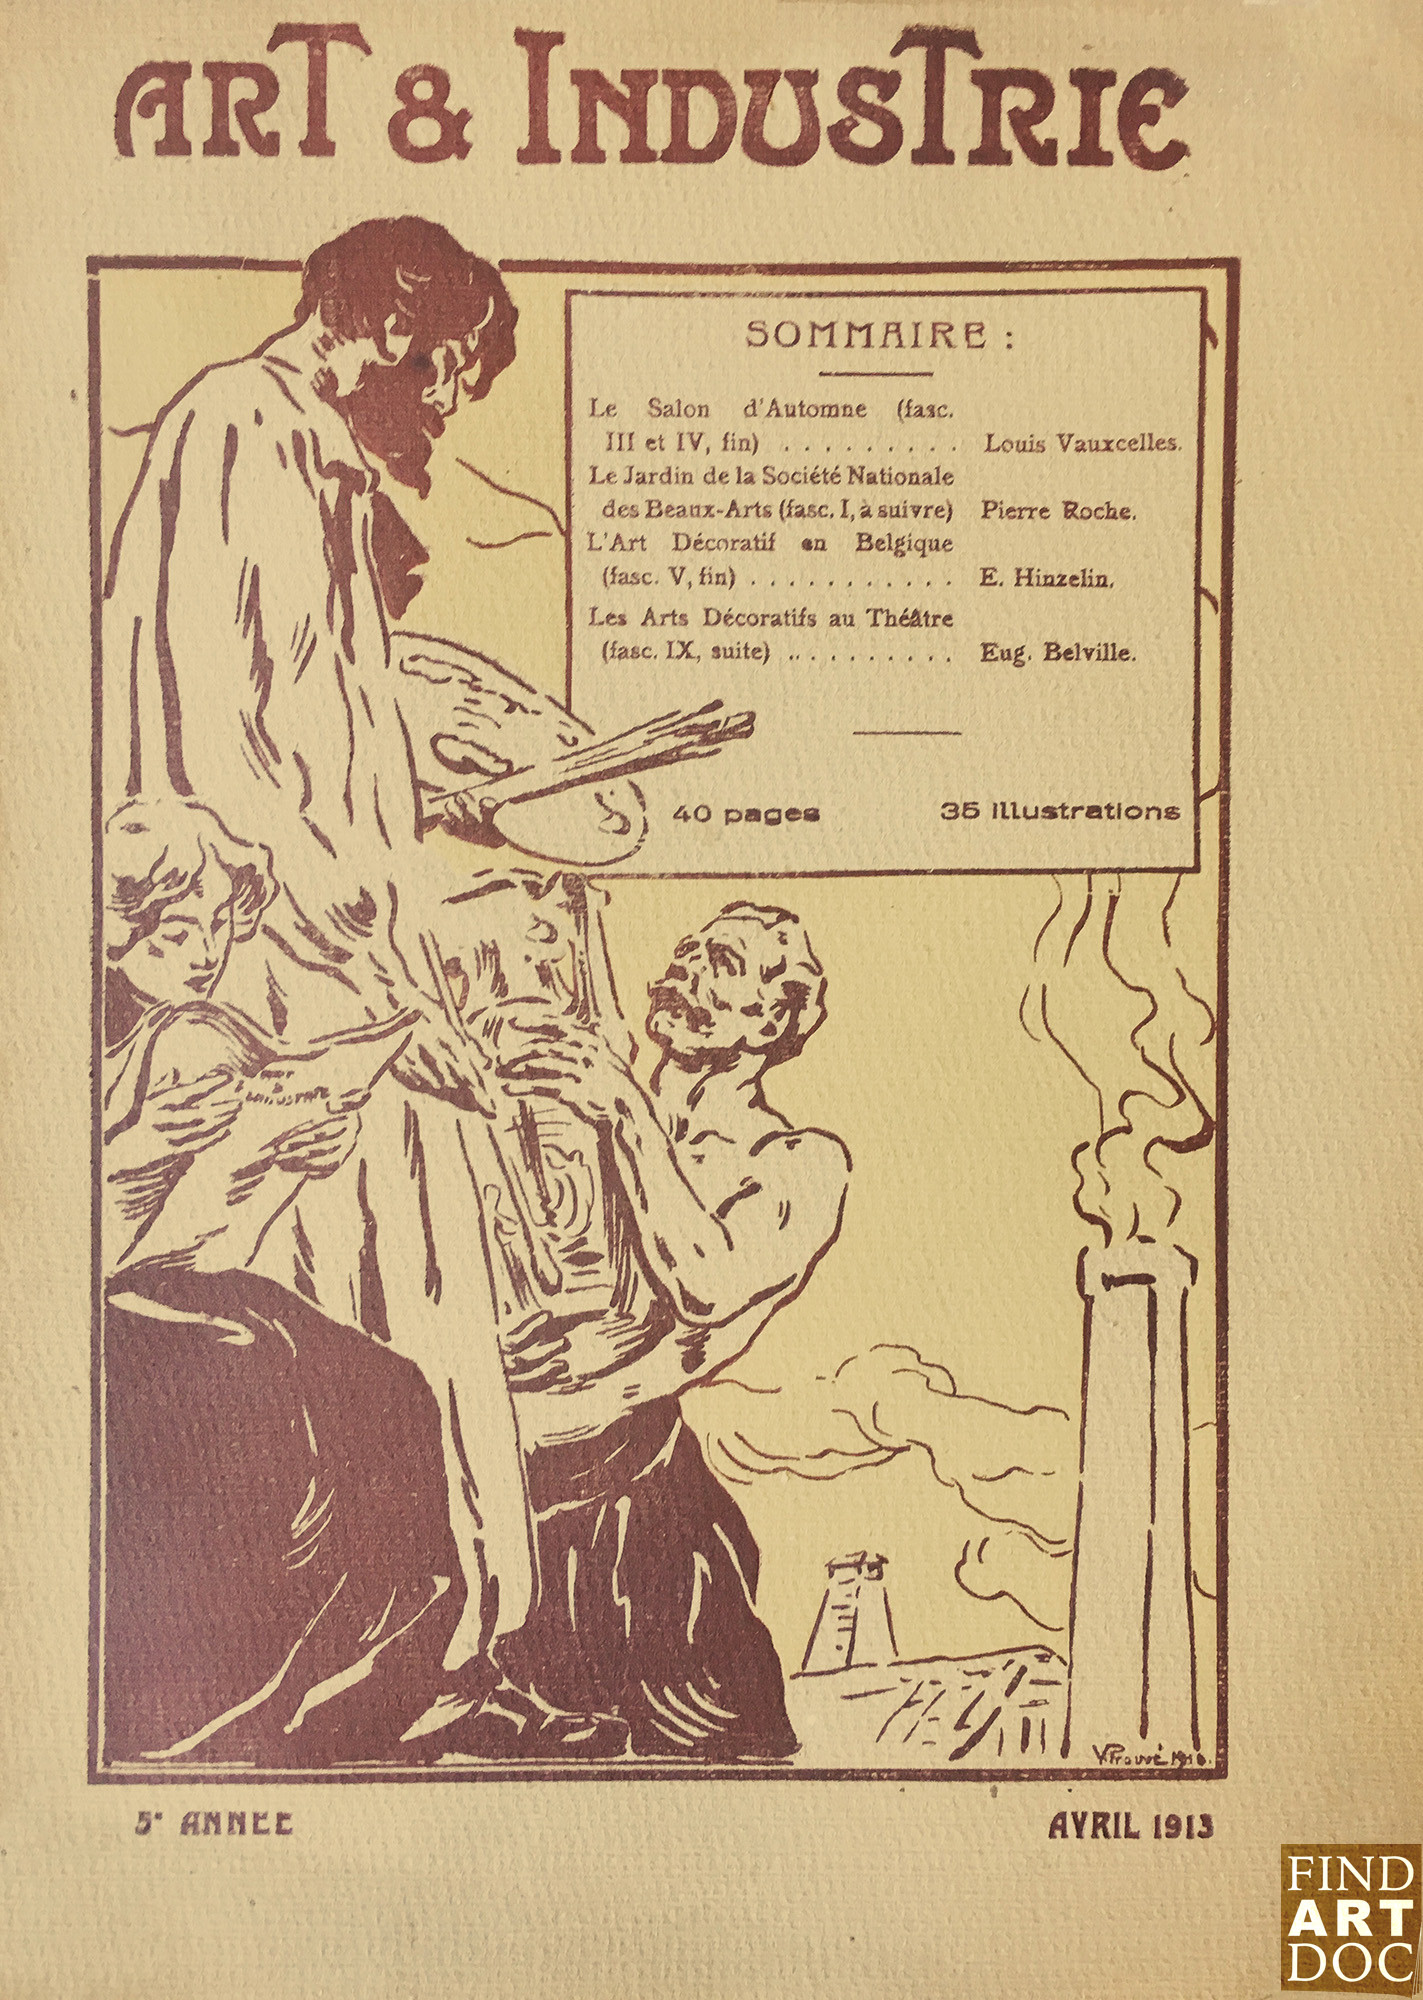 ART & INDUSTRIE
SOMMAIRE :
Le Salon d'Automne (fasc.
III et IV, fin) . . . . . . . . . Louis Vauxcelles.
Le Jardin de la Société Nationale
des Beaux-Arts (fasc. I, à suivre) Pierre Roche.
L'Art Décoratif en Belgique
(fasc. V, fin) . . . . . . . . . . . E. Hinzelin.
Les Arts Décoratifs au Théâtre
(fasc. IX, suite) . . . . . . . . . . Eug. Belville.
40 pages 35 illustrations
V. Prouvé
5e ANNEE AVRIL 1913
FIND
ART
DOC